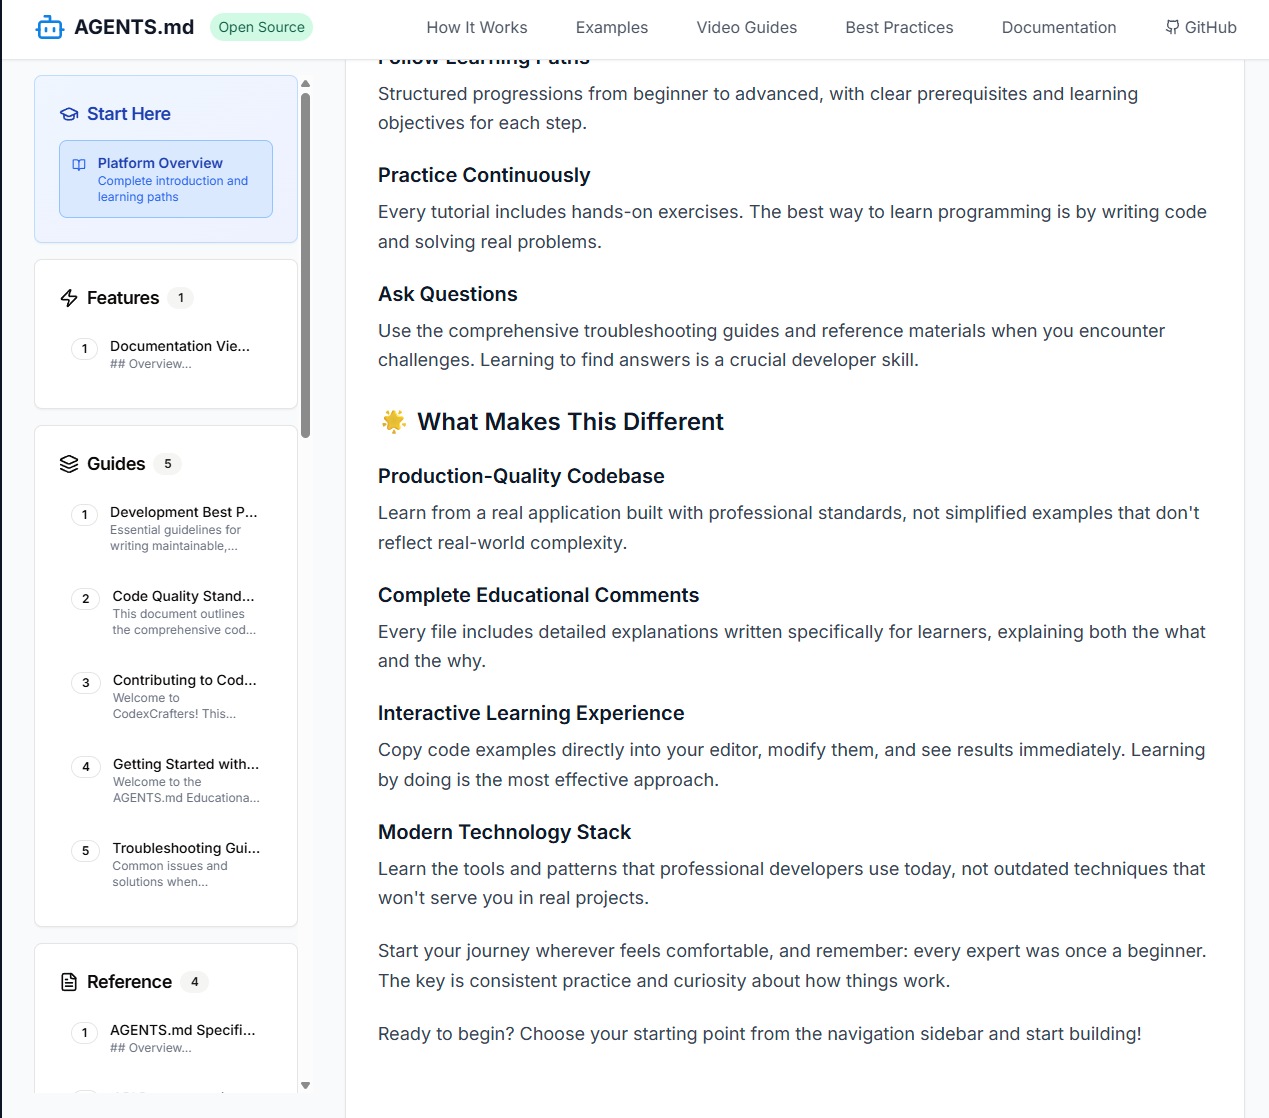 AGENTS.md
Open Source
How It Works
Examples
Video Guides
Best Practices
Documentation
GitHub
Start Here
Platform Overview
Complete introduction and
learning paths
Features 1
1 Documentation Vie...
## Overview...
Guides 5
1 Development Best P...
Essential guidelines for
writing maintainable,...
2 Code Quality Stand...
This document outlines
the comprehensive cod...
3 Contributing to Cod...
Welcome to
CodexCrafters! This...
4 Getting Started with...
Welcome to the
AGENTS.md Educationa...
5 Troubleshooting Gui...
Common issues and
solutions when...
Reference 4
1 AGENTS.md Specifi...
## Overview...
Follow Learning Paths
Structured progressions from beginner to advanced, with clear prerequisites and learning
objectives for each step.
Practice Continuously
Every tutorial includes hands-on exercises. The best way to learn programming is by writing code
and solving real problems.
Ask Questions
Use the comprehensive troubleshooting guides and reference materials when you encounter
challenges. Learning to find answers is a crucial developer skill.
🌟 What Makes This Different
Production-Quality Codebase
Learn from a real application built with professional standards, not simplified examples that don't
reflect real-world complexity.
Complete Educational Comments
Every file includes detailed explanations written specifically for learners, explaining both the what
and the why.
Interactive Learning Experience
Copy code examples directly into your editor, modify them, and see results immediately. Learning
by doing is the most effective approach.
Modern Technology Stack
Learn the tools and patterns that professional developers use today, not outdated techniques that
won't serve you in real projects.
Start your journey wherever feels comfortable, and remember: every expert was once a beginner.
The key is consistent practice and curiosity about how things work.
Ready to begin? Choose your starting point from the navigation sidebar and start building!